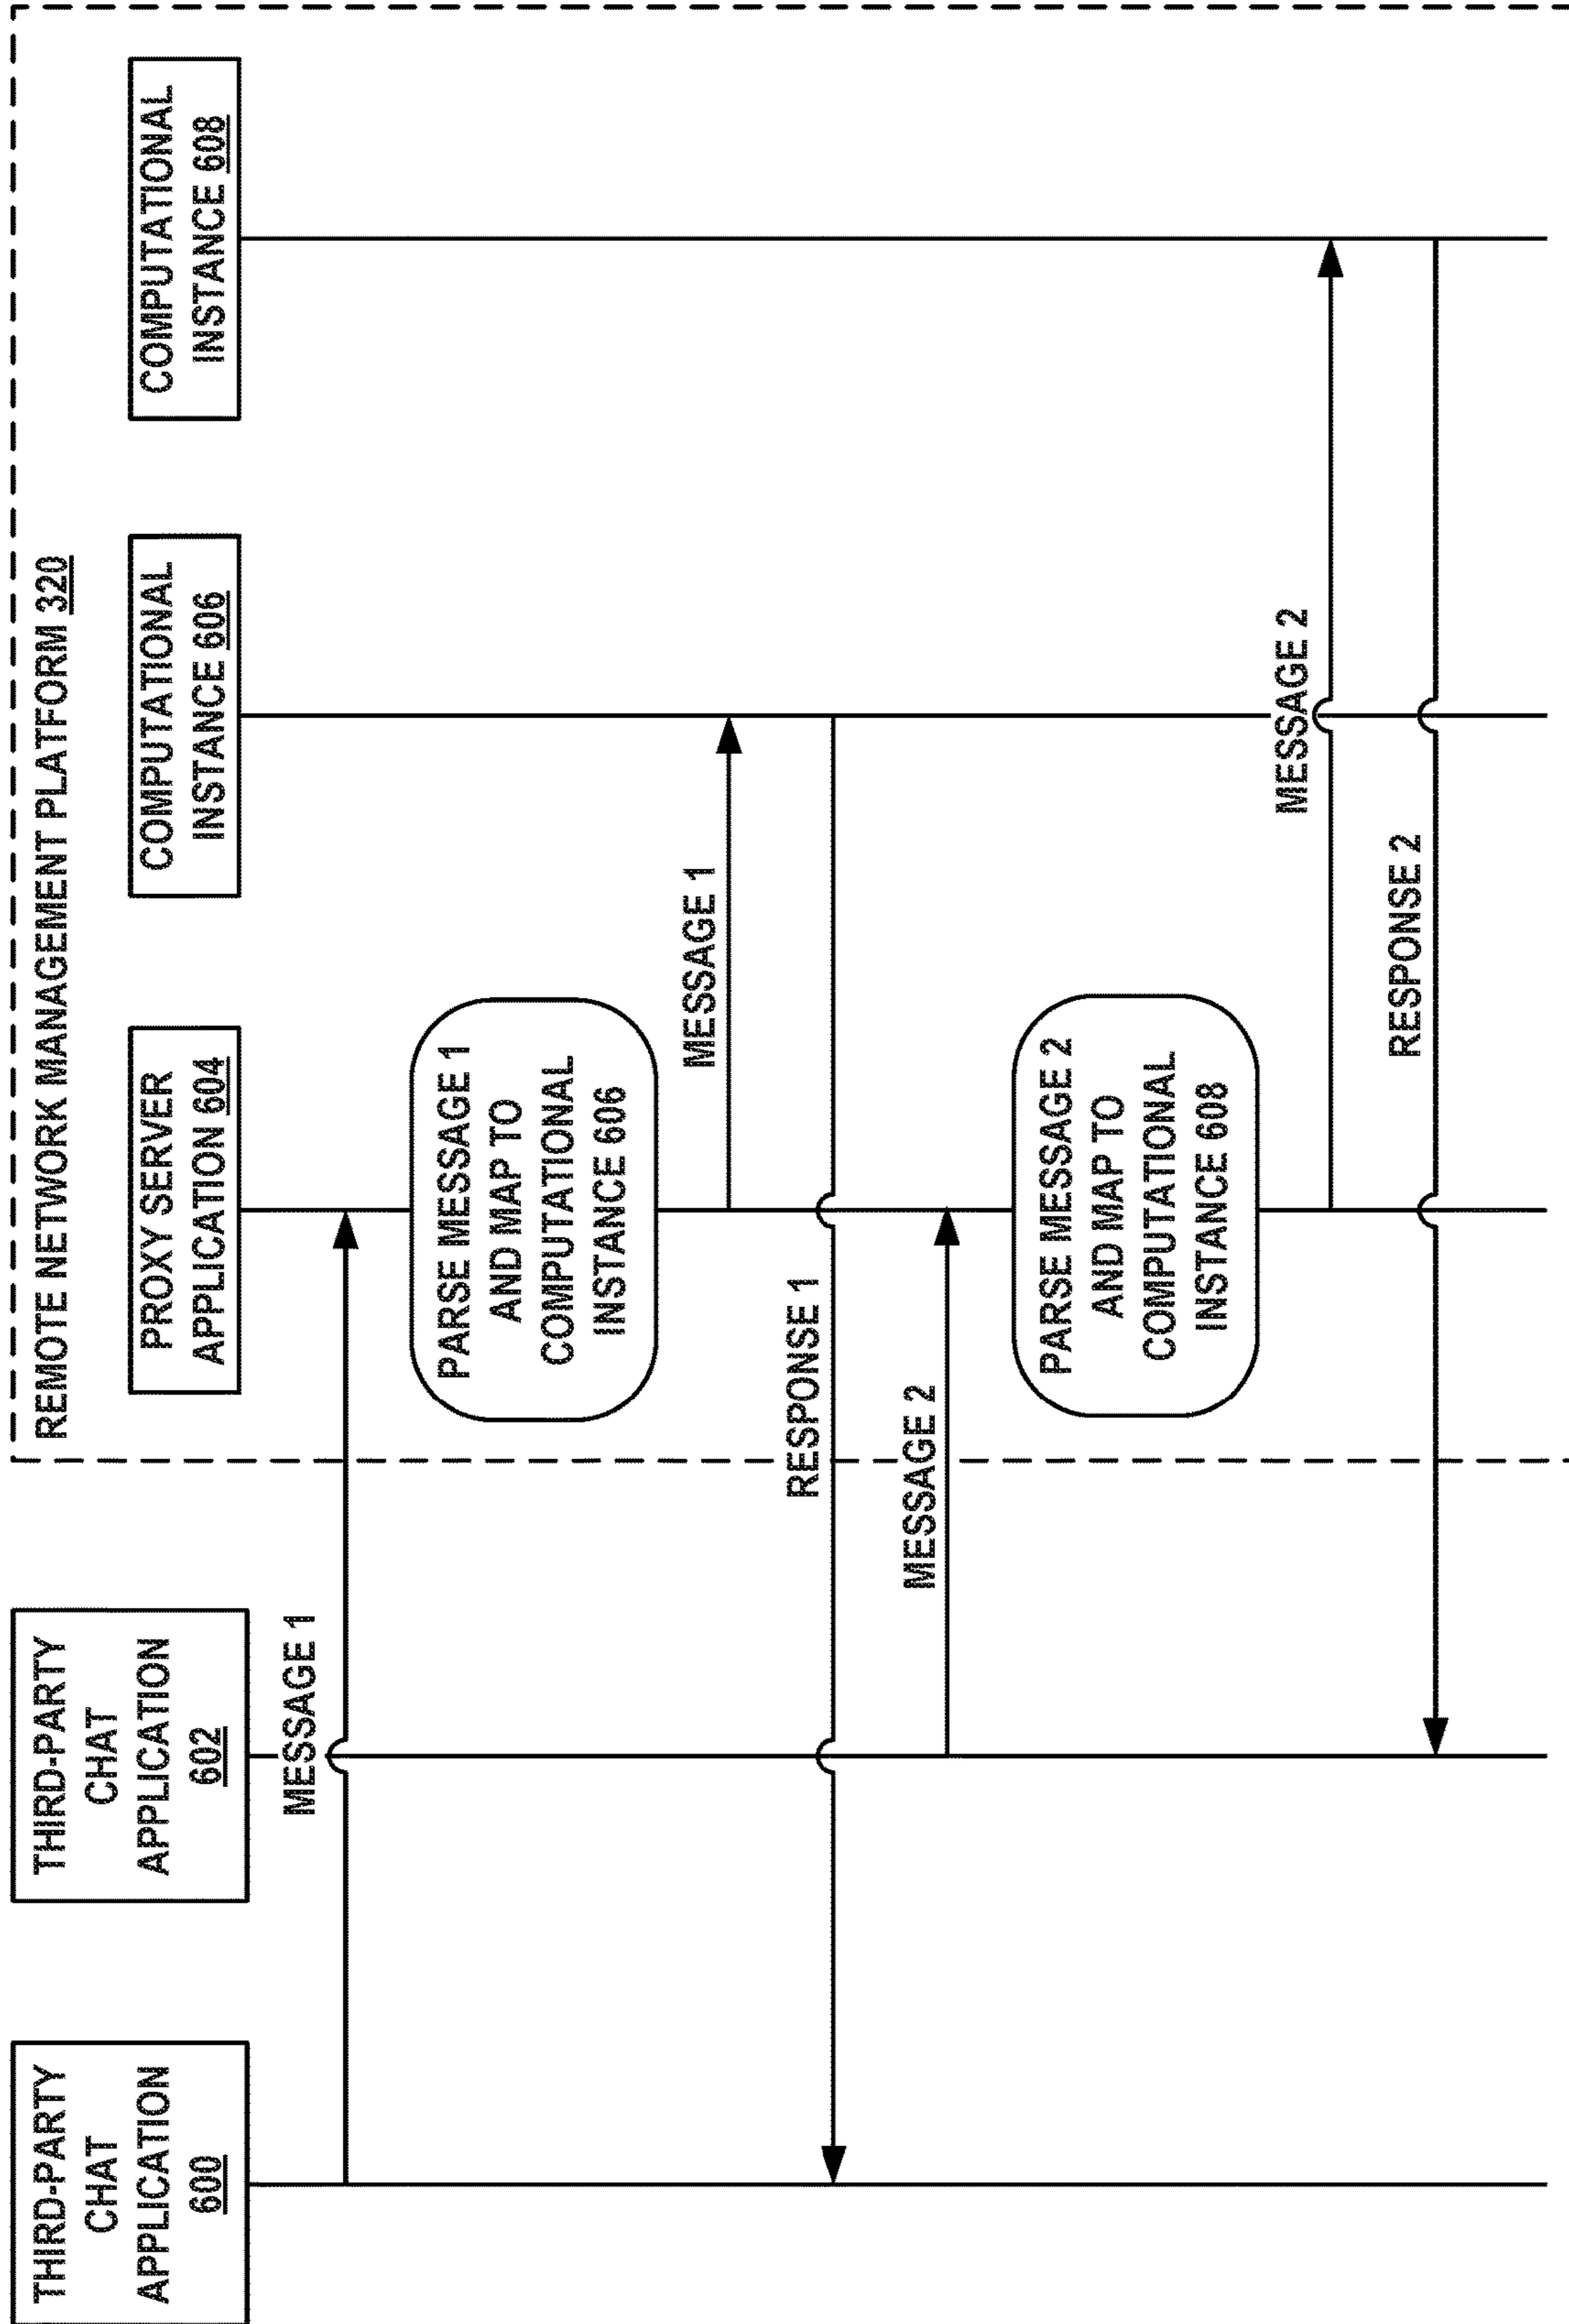 THIRD-PARTY
CHAT
APPLICATION
600
THIRD-PARTY
CHAT
APPLICATION
602
REMOTE NETWORK MANAGEMENT PLATFORM 320
PROXY SERVER
APPLICATION 604
COMPUTATIONAL
INSTANCE 606
COMPUTATIONAL
INSTANCE 608
MESSAGE 1
PARSE MESSAGE 1
AND MAP TO
COMPUTATIONAL
INSTANCE 606
MESSAGE 1
RESPONSE 1
MESSAGE 2
PARSE MESSAGE 2
AND MAP TO
COMPUTATIONAL
INSTANCE 608
MESSAGE 2
RESPONSE 2